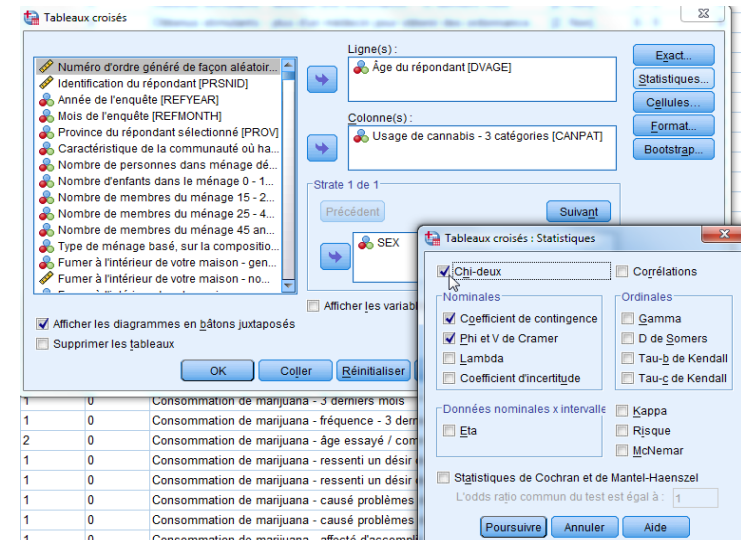 Tableaux croisés
Numéro d'ordre généré de façon aléatoir...
Identification du répondant [PRSNID]
Année de l'enquête [REFYEAR]
Mois de l'enquête [REFMONTH]
Province du répondant sélectionné [PROV]
Caractéristique de la communauté où ha...
Nombre de personnes dans ménage dé...
Nombre d'enfants dans le ménage 0 - 1...
Nombre de membres du ménage 15 - 2...
Nombre de membres du ménage 25 - 4...
Nombre de membres du ménage 45 an...
Type de ménage basé, sur la compositio...
Fumer à l'intérieur de votre maison - gen...
Fumer à l'intérieur de votre maison - no...
Ligne(s) :
Âge du répondant [DVAGE]
Colonne(s) :
Usage de cannabis - 3 catégories [CANPAT]
Strate 1 de 1
Précédent
Suivant
SEX
Exact...
Statistiques...
Cellules...
Format...
Bootstrap...
Afficher les variabl
Afficher les diagrammes en bâtons juxtaposés
Supprimer les tableaux
OK
Coller
Réinitialiser
Tableaux croisés : Statistiques
Chi-deux
Corrélations
Nominales
Coefficient de contingence
Phi et V de Cramer
Lambda
Coefficient d'incertitude
Ordinales
Gamma
D de Somers
Tau-b de Kendall
Tau-c de Kendall
Données nominales x intervalle
Eta
Kappa
Risque
McNemar
Statistiques de Cochran et de Mantel-Haenszel
L'odds ratio commun du test est égal à : 1
Poursuivre
Annuler
Aide
1 0 Consommation de marijuana - 3 derniers mois
1 0 Consommation de marijuana - fréquence - 3 dern
2 0 Consommation de marijuana - âge essayé / com
1 0 Consommation de marijuana - ressenti un désir
1 0 Consommation de marijuana - ressenti un désir
1 0 Consommation de marijuana - causé problèmes
1 0 Consommation de marijuana - causé problèmes
1 0 Consommation de marijuana - affecté d'accompli